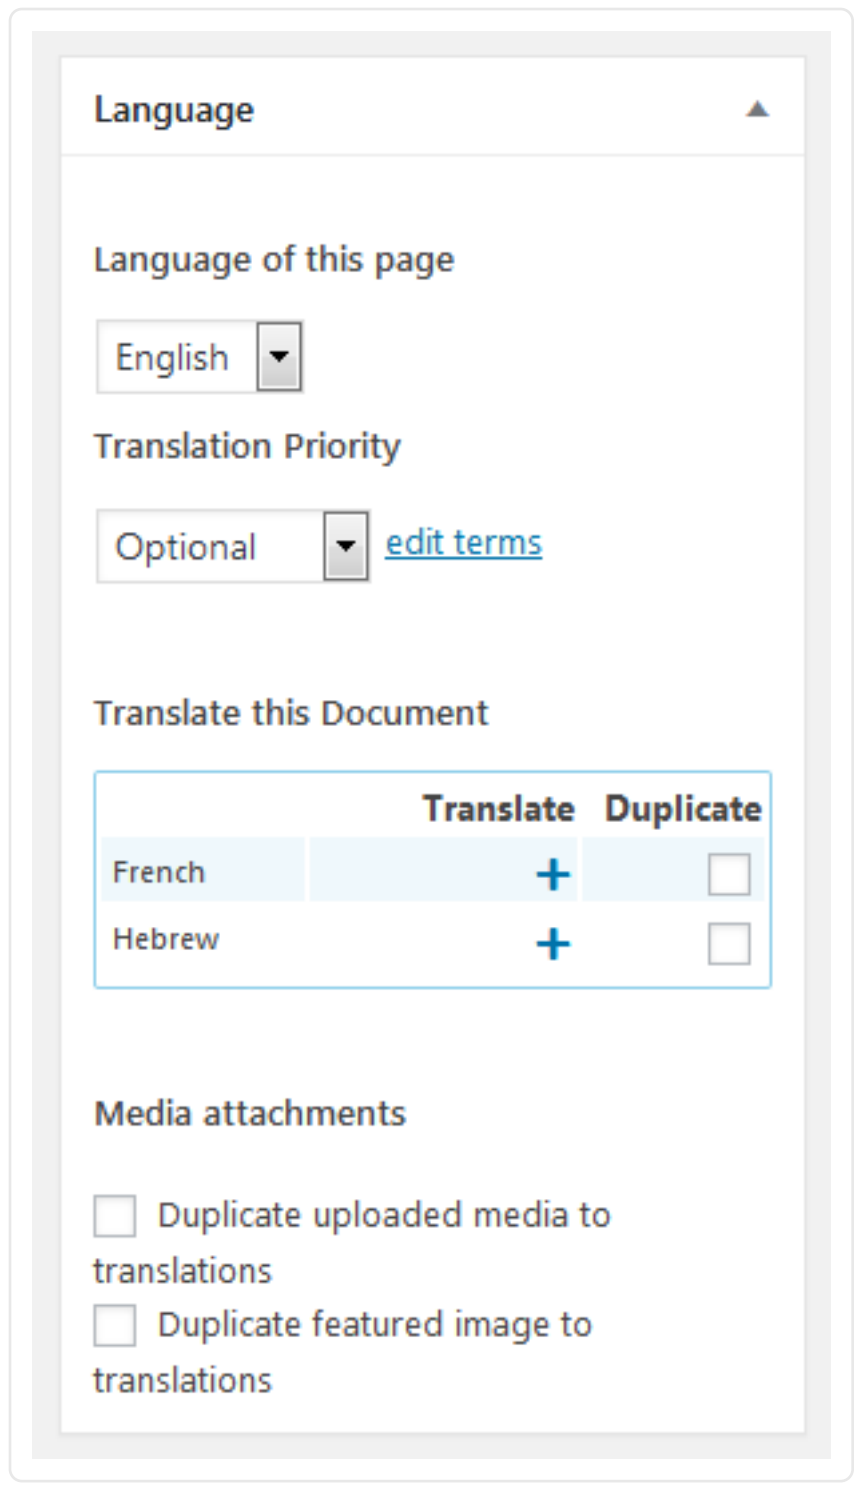 Language
Language of this page
English
Translation Priority
Optional edit terms
Translate this Document
Translate Duplicate
French
Hebrew
Media attachments
Duplicate uploaded media to
translations
Duplicate featured image to
translations